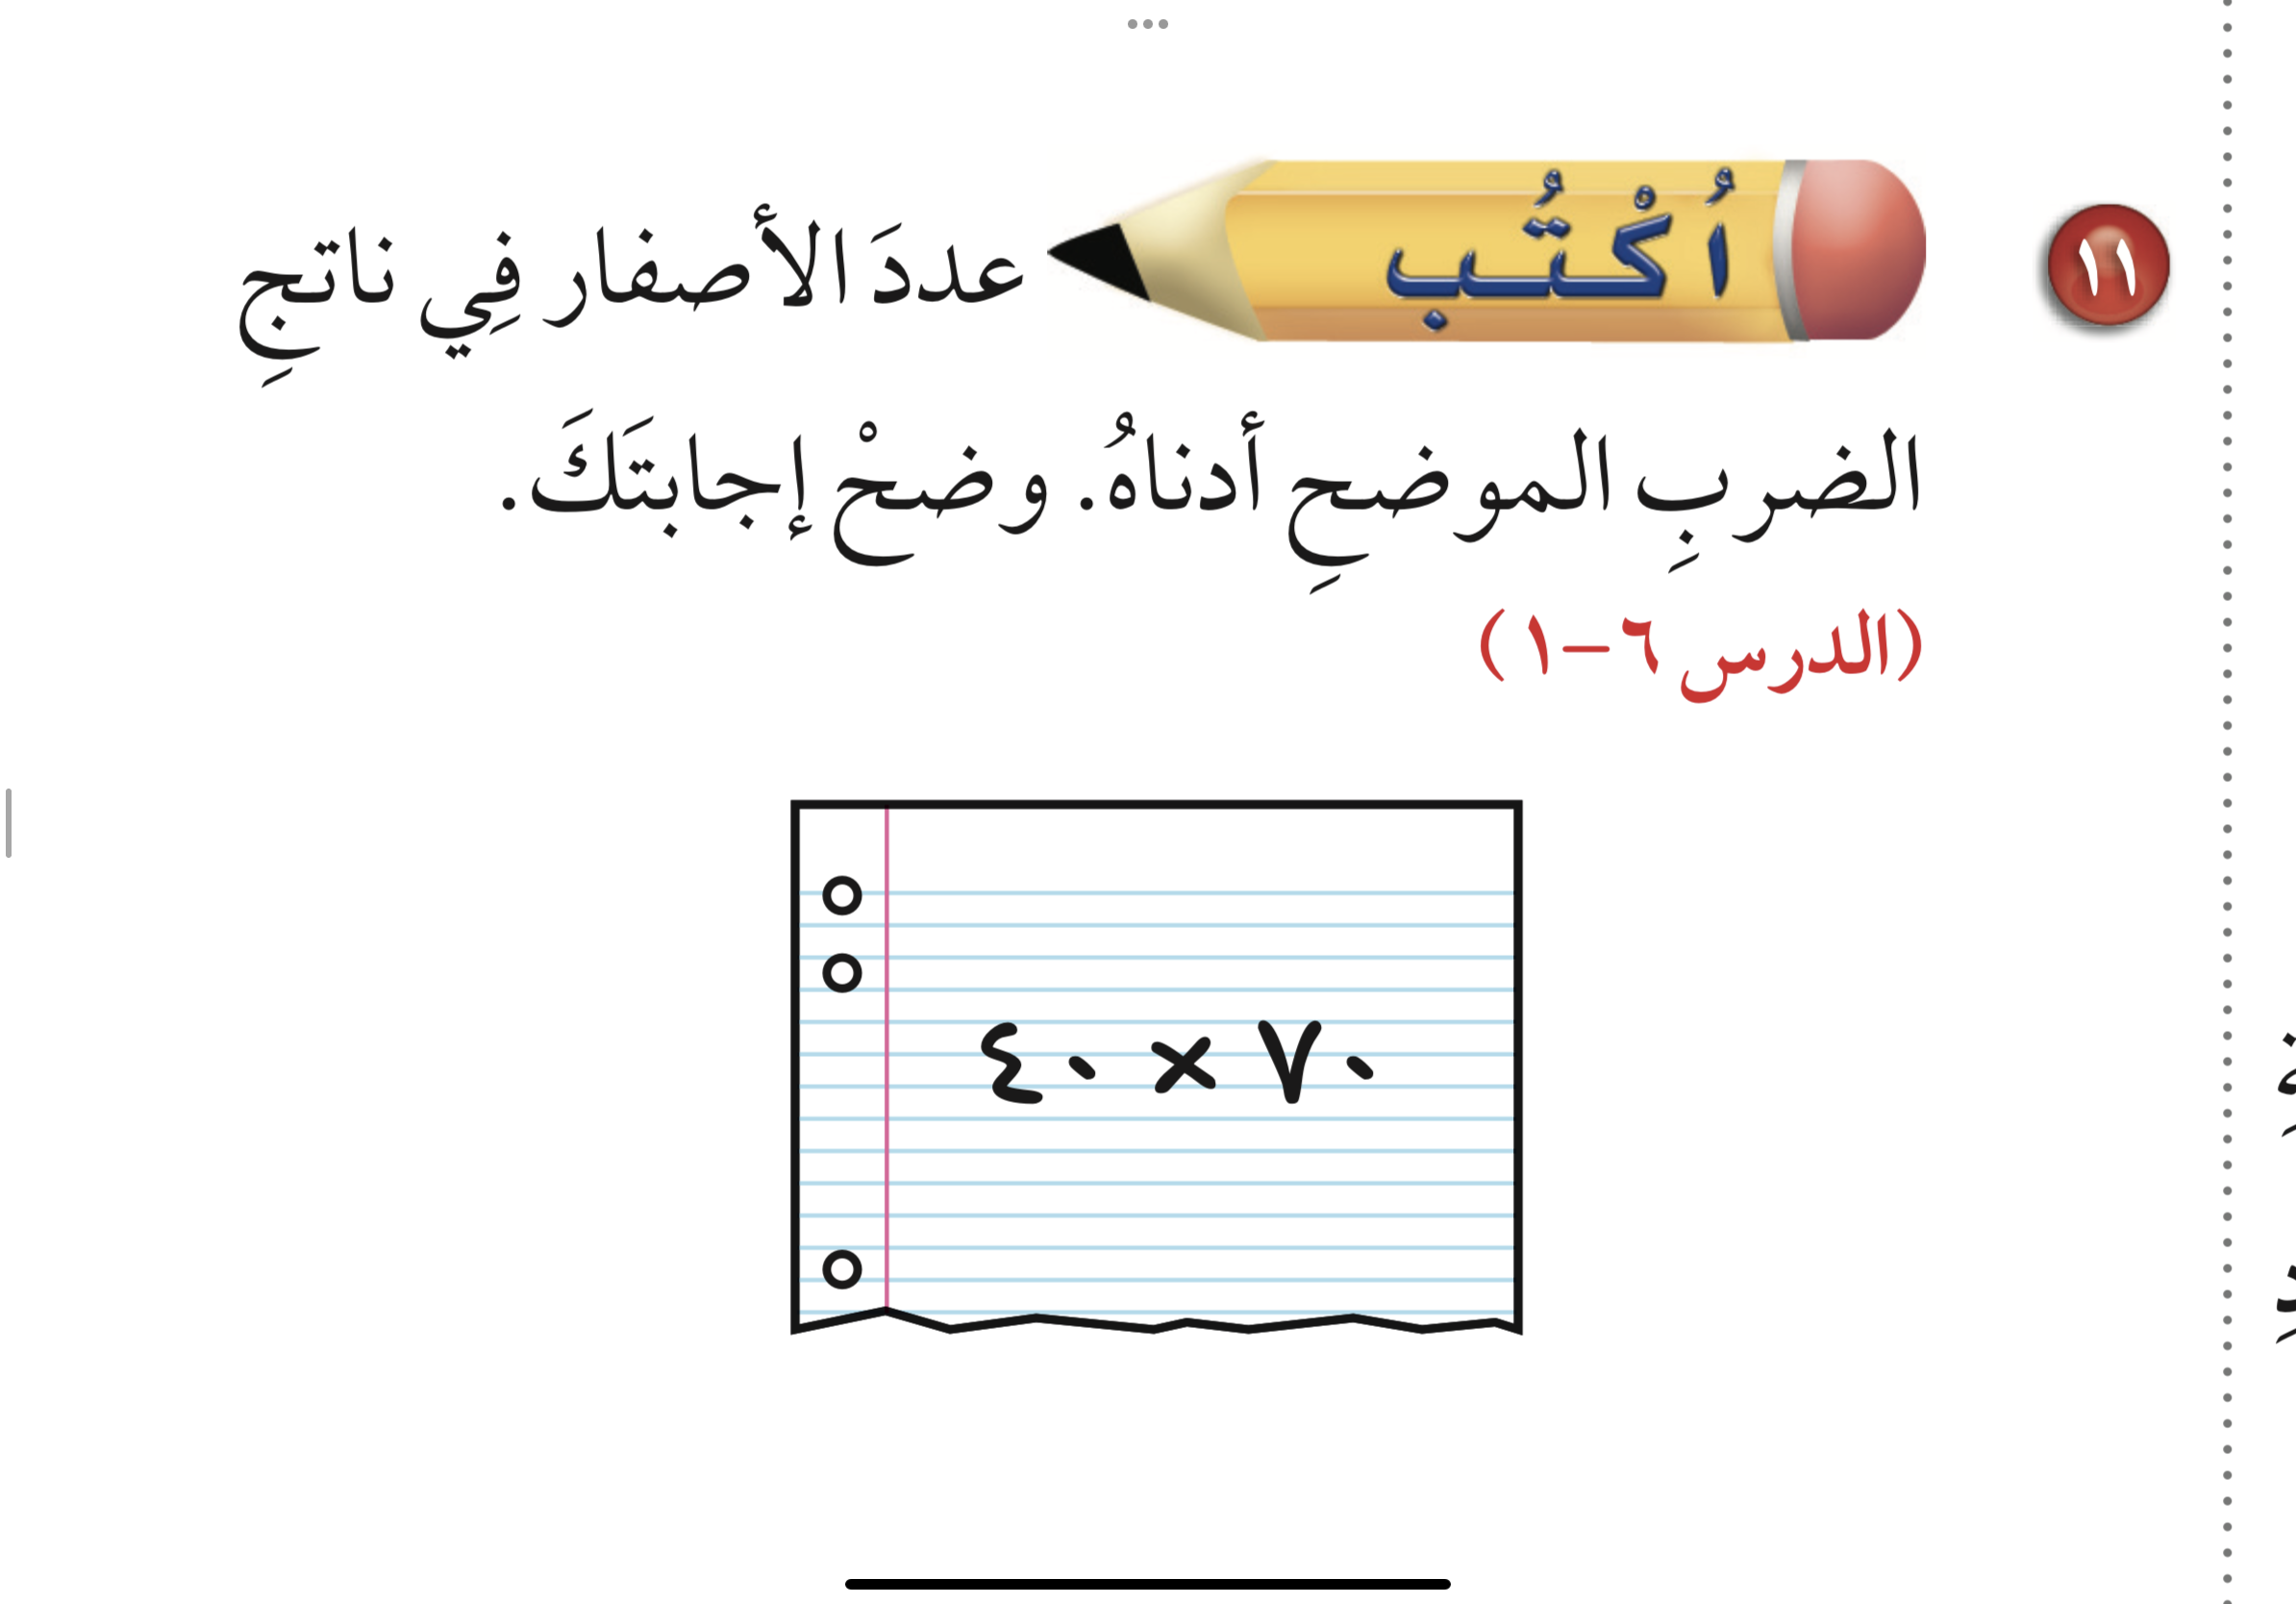 ١١ اُكْتُب عددَ الأصفار فِي ناتجِ
الضربِ الموضحِ أدناهُ. وضحْ إجابتَكَ.
(الدرس ٦-١)
٤٠ × ٧٠